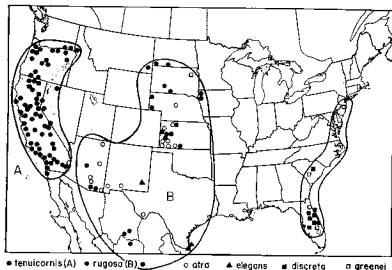 A
B
● tenuicornis (A) ● rugosa (B) ● ○ atra ▲ elegans ■ discreta □ greenei